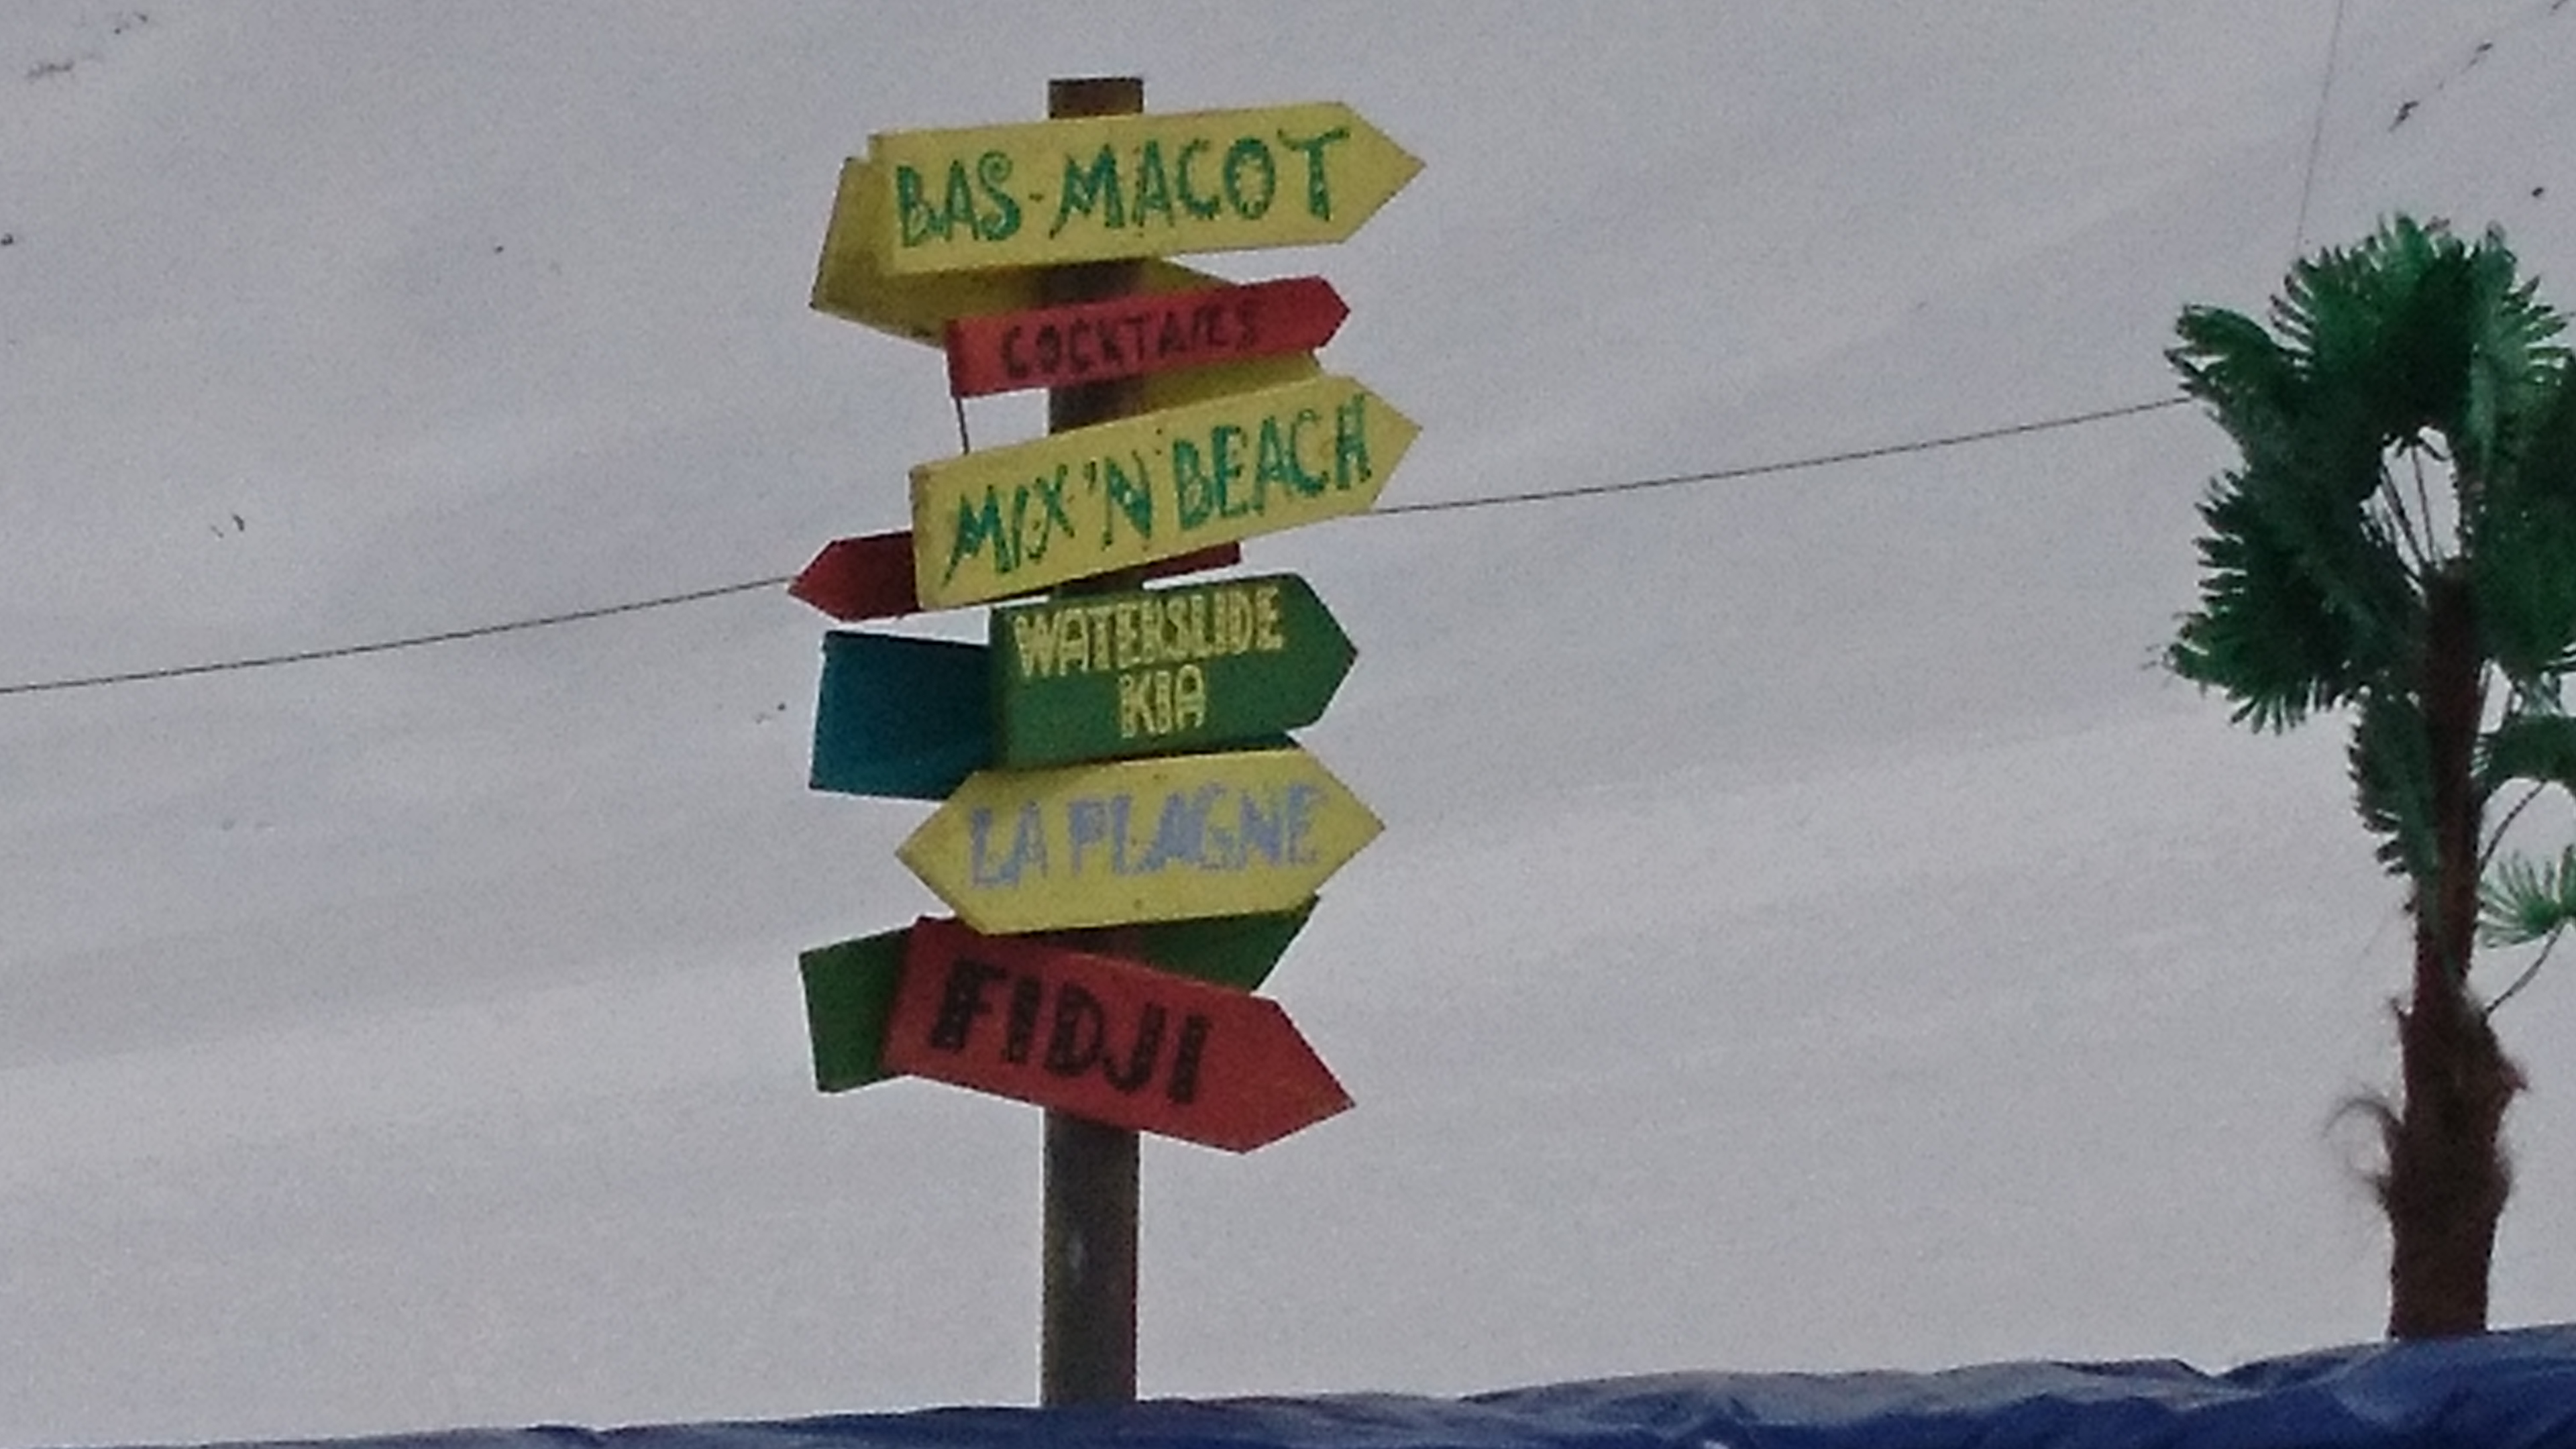 BAS-MACOT
COCKTAILS
MIX'N BEACH
WATERSLIDE
KIA
LA PLAGNE
FIDJI